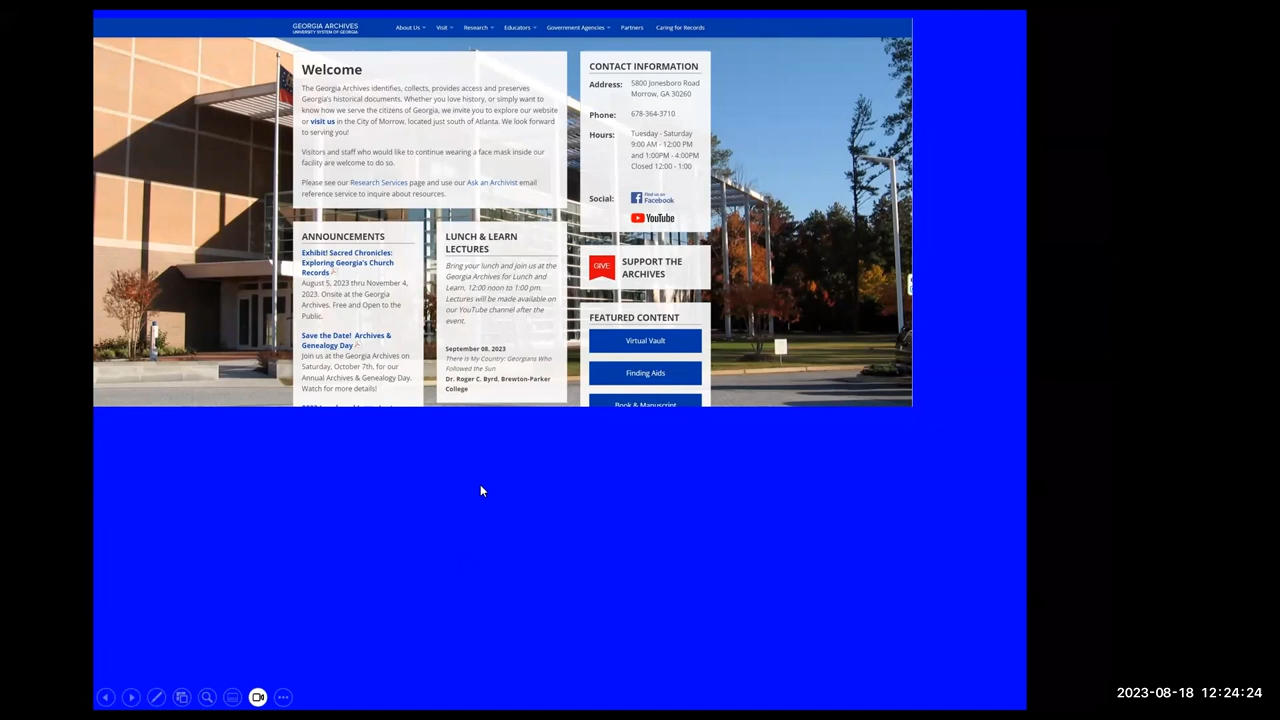 GEORGIA ARCHIVES
UNIVERSITY SYSTEM OF GEORGIA
About Us
Visit
Research
Educators
Government Agencies
Partners
Caring for Records
Welcome
The Georgia Archives identifies, collects, provides access and preserves
Georgia's historical documents. Whether you love history, or simply want to
know how we serve the citizens of Georgia, we invite you to explore our website
or visit us in the City of Morrow, located just south of Atlanta. We look forward
to serving you!
Visitors and staff who would like to continue wearing a face mask inside our
facility are welcome to do so.
Please see our Research Services page and use our Ask an Archivist email
reference service to inquire about resources.
ANNOUNCEMENTS
Exhibit! Sacred Chronicles:
Exploring Georgia's Church
Records
August 5, 2023 thru November 4,
2023. Onsite at the Georgia
Archives. Free and Open to the
Public.
Save the Date! Archives &
Genealogy Day
Join us at the Georgia Archives on
Saturday, October 7th, for our
Annual Archives & Genealogy Day.
Watch for more details!
LUNCH & LEARN
LECTURES
Bring your lunch and join us at the
Georgia Archives for Lunch and
Learn, 12:00 noon to 1:00 pm.
Lectures will be made available on
our YouTube channel after the
event.
September 08, 2023
There is My Country: Georgians Who
Followed the Sun
Dr. Roger C. Byrd, Brewton-Parker
College
CONTACT INFORMATION
Address: 5800 Jonesboro Road
Morrow, GA 30260
Phone: 678-364-3710
Hours: Tuesday - Saturday
9:00 AM - 12:00 PM
and 1:00PM - 4:00PM
Closed 12:00 - 1:00
Social: Find us on
Facebook
YouTube
GIVE
SUPPORT THE
ARCHIVES
FEATURED CONTENT
Virtual Vault
Finding Aids
Book & Manuscript
2023-08-18 12:24:24